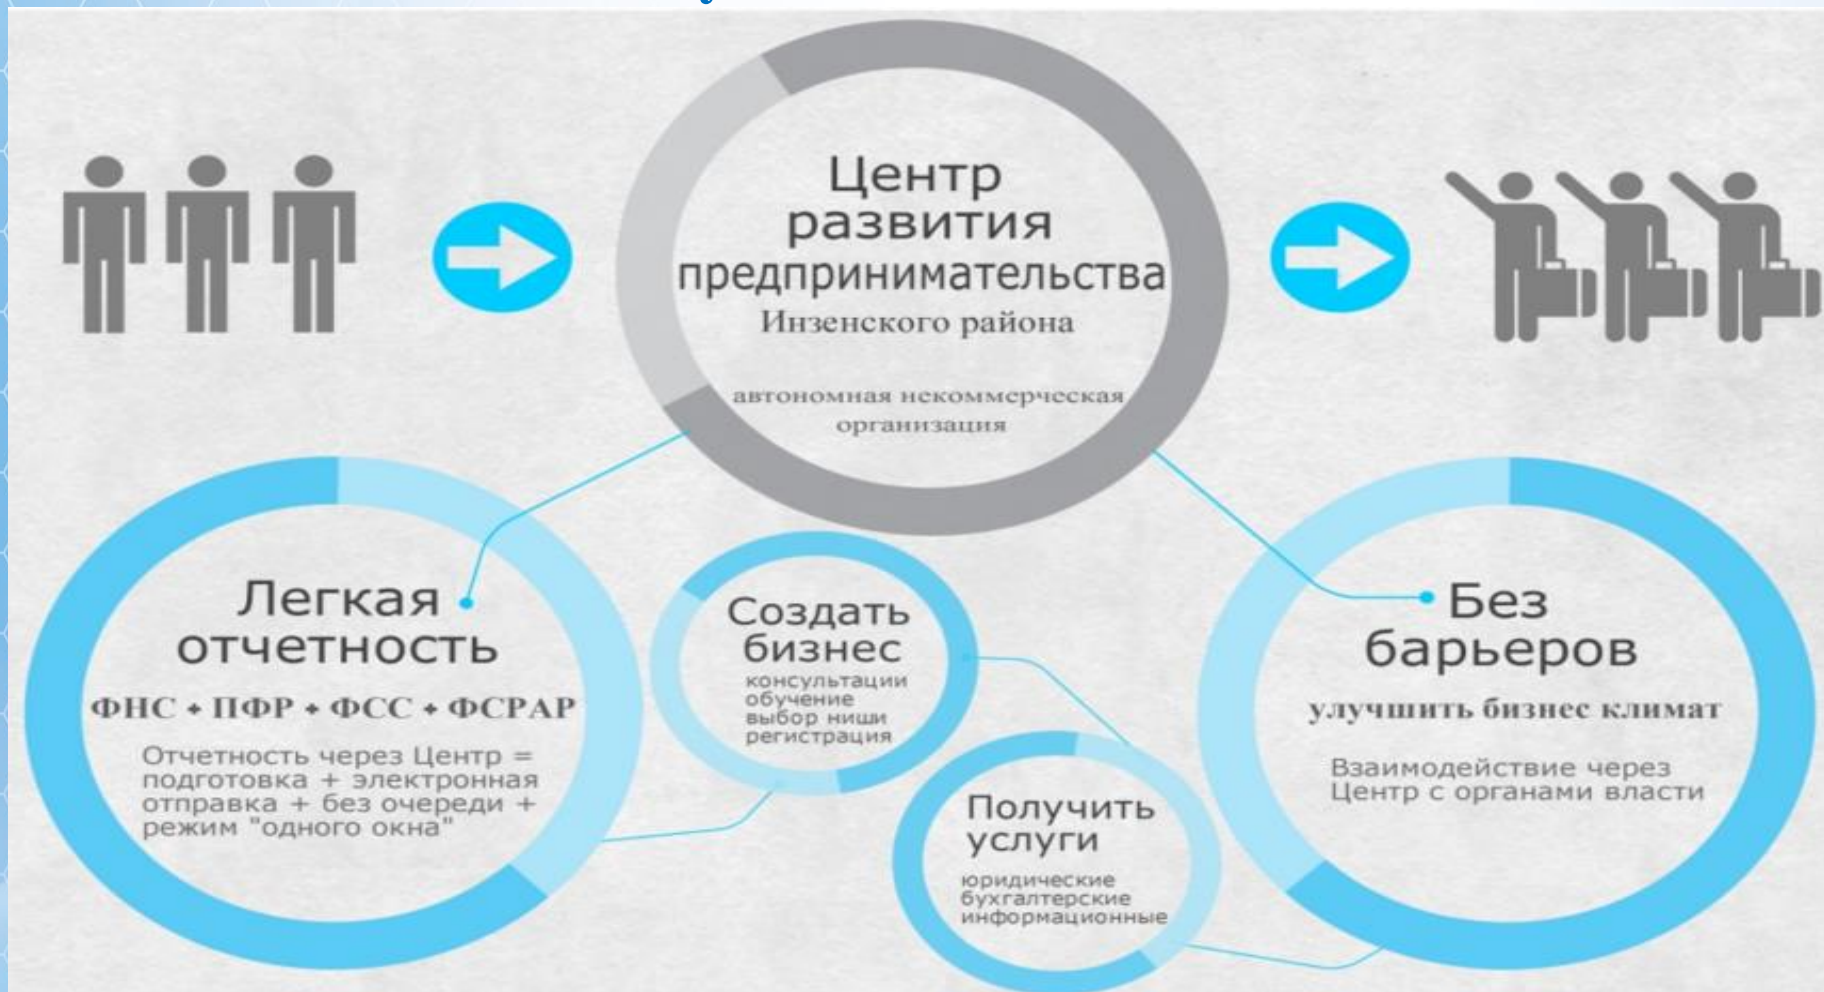 Центр
развития
предпринимательства
Инзенского района
автономная некоммерческая
организация
Легкая
отчетность
ФНС + ПФР + ФСС + ФСРАР
Отчетность через Центр =
подготовка + электронная
отправка + без очереди +
режим "одного окна"
Создать
бизнес
консультации
обучение
выбор ниши
регистрация
Получить
услуги
юридические
бухгалтерские
информационные
Без
барьеров
улучшить бизнес климат
Взаимодействие через
Центр с органами власти